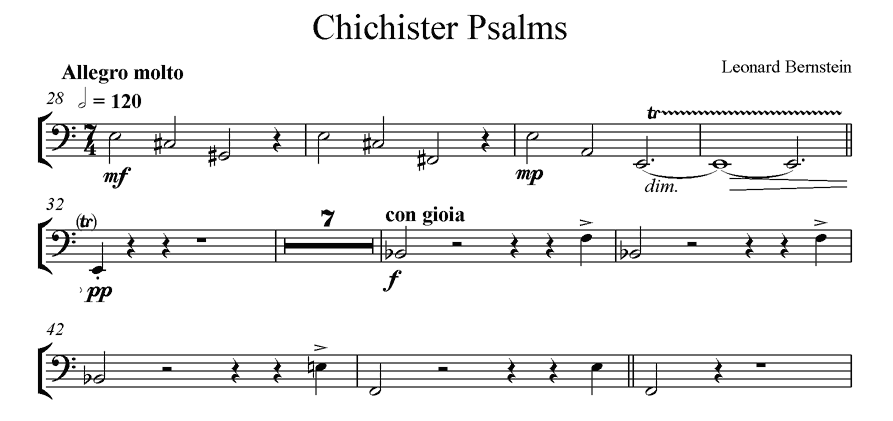 Chichister Psalms
Allegro molto
Leonard Bernstein
28 𝅗𝅥 = 120
tr
7
4
mf
mp
dim.
32
(tr)
7
con gioia
pp
f
42